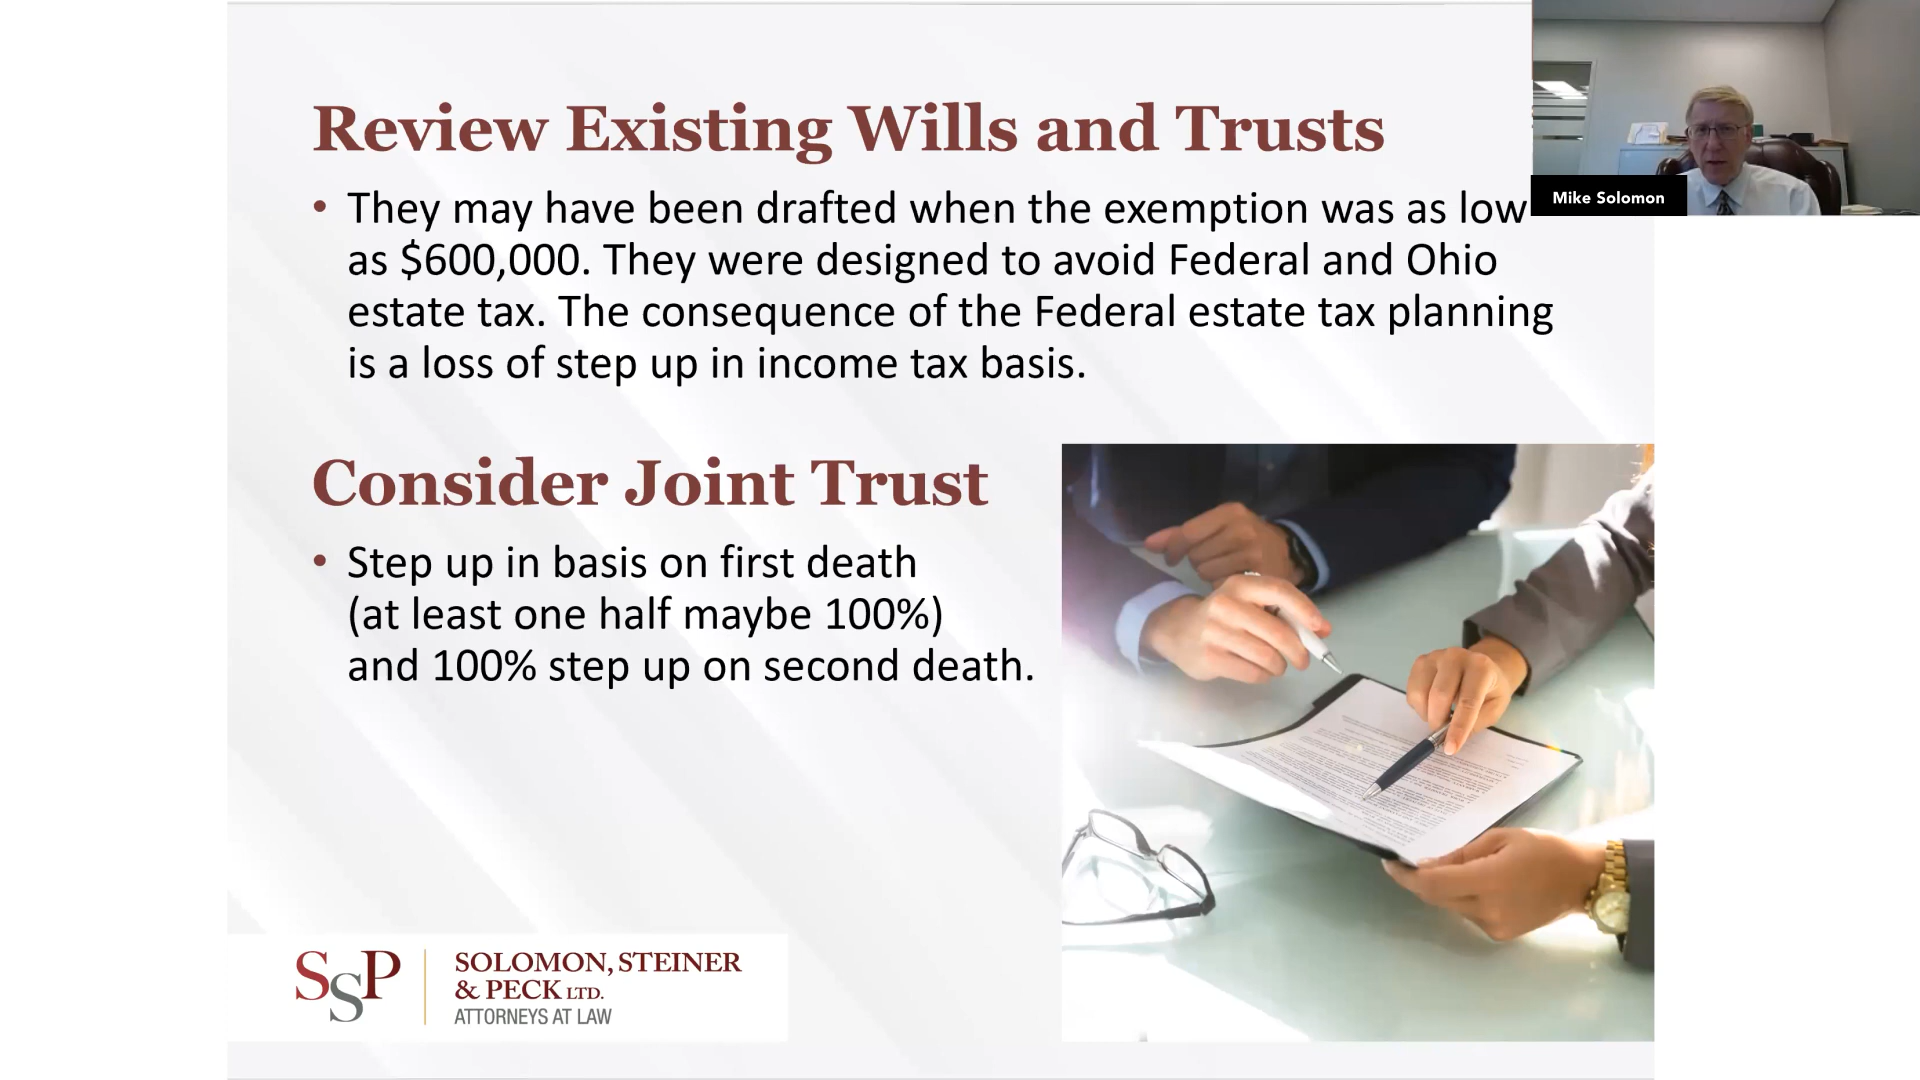 Review Existing Wills and Trusts
• They may have been drafted when the exemption was as low
as $600,000. They were designed to avoid Federal and Ohio
estate tax. The consequence of the Federal estate tax planning
is a loss of step up in income tax basis.
Mike Solomon
Consider Joint Trust
• Step up in basis on first death
(at least one half maybe 100%)
and 100% step up on second death.
SSP
SOLOMON, STEINER
& PECK LTD.
ATTORNEYS AT LAW